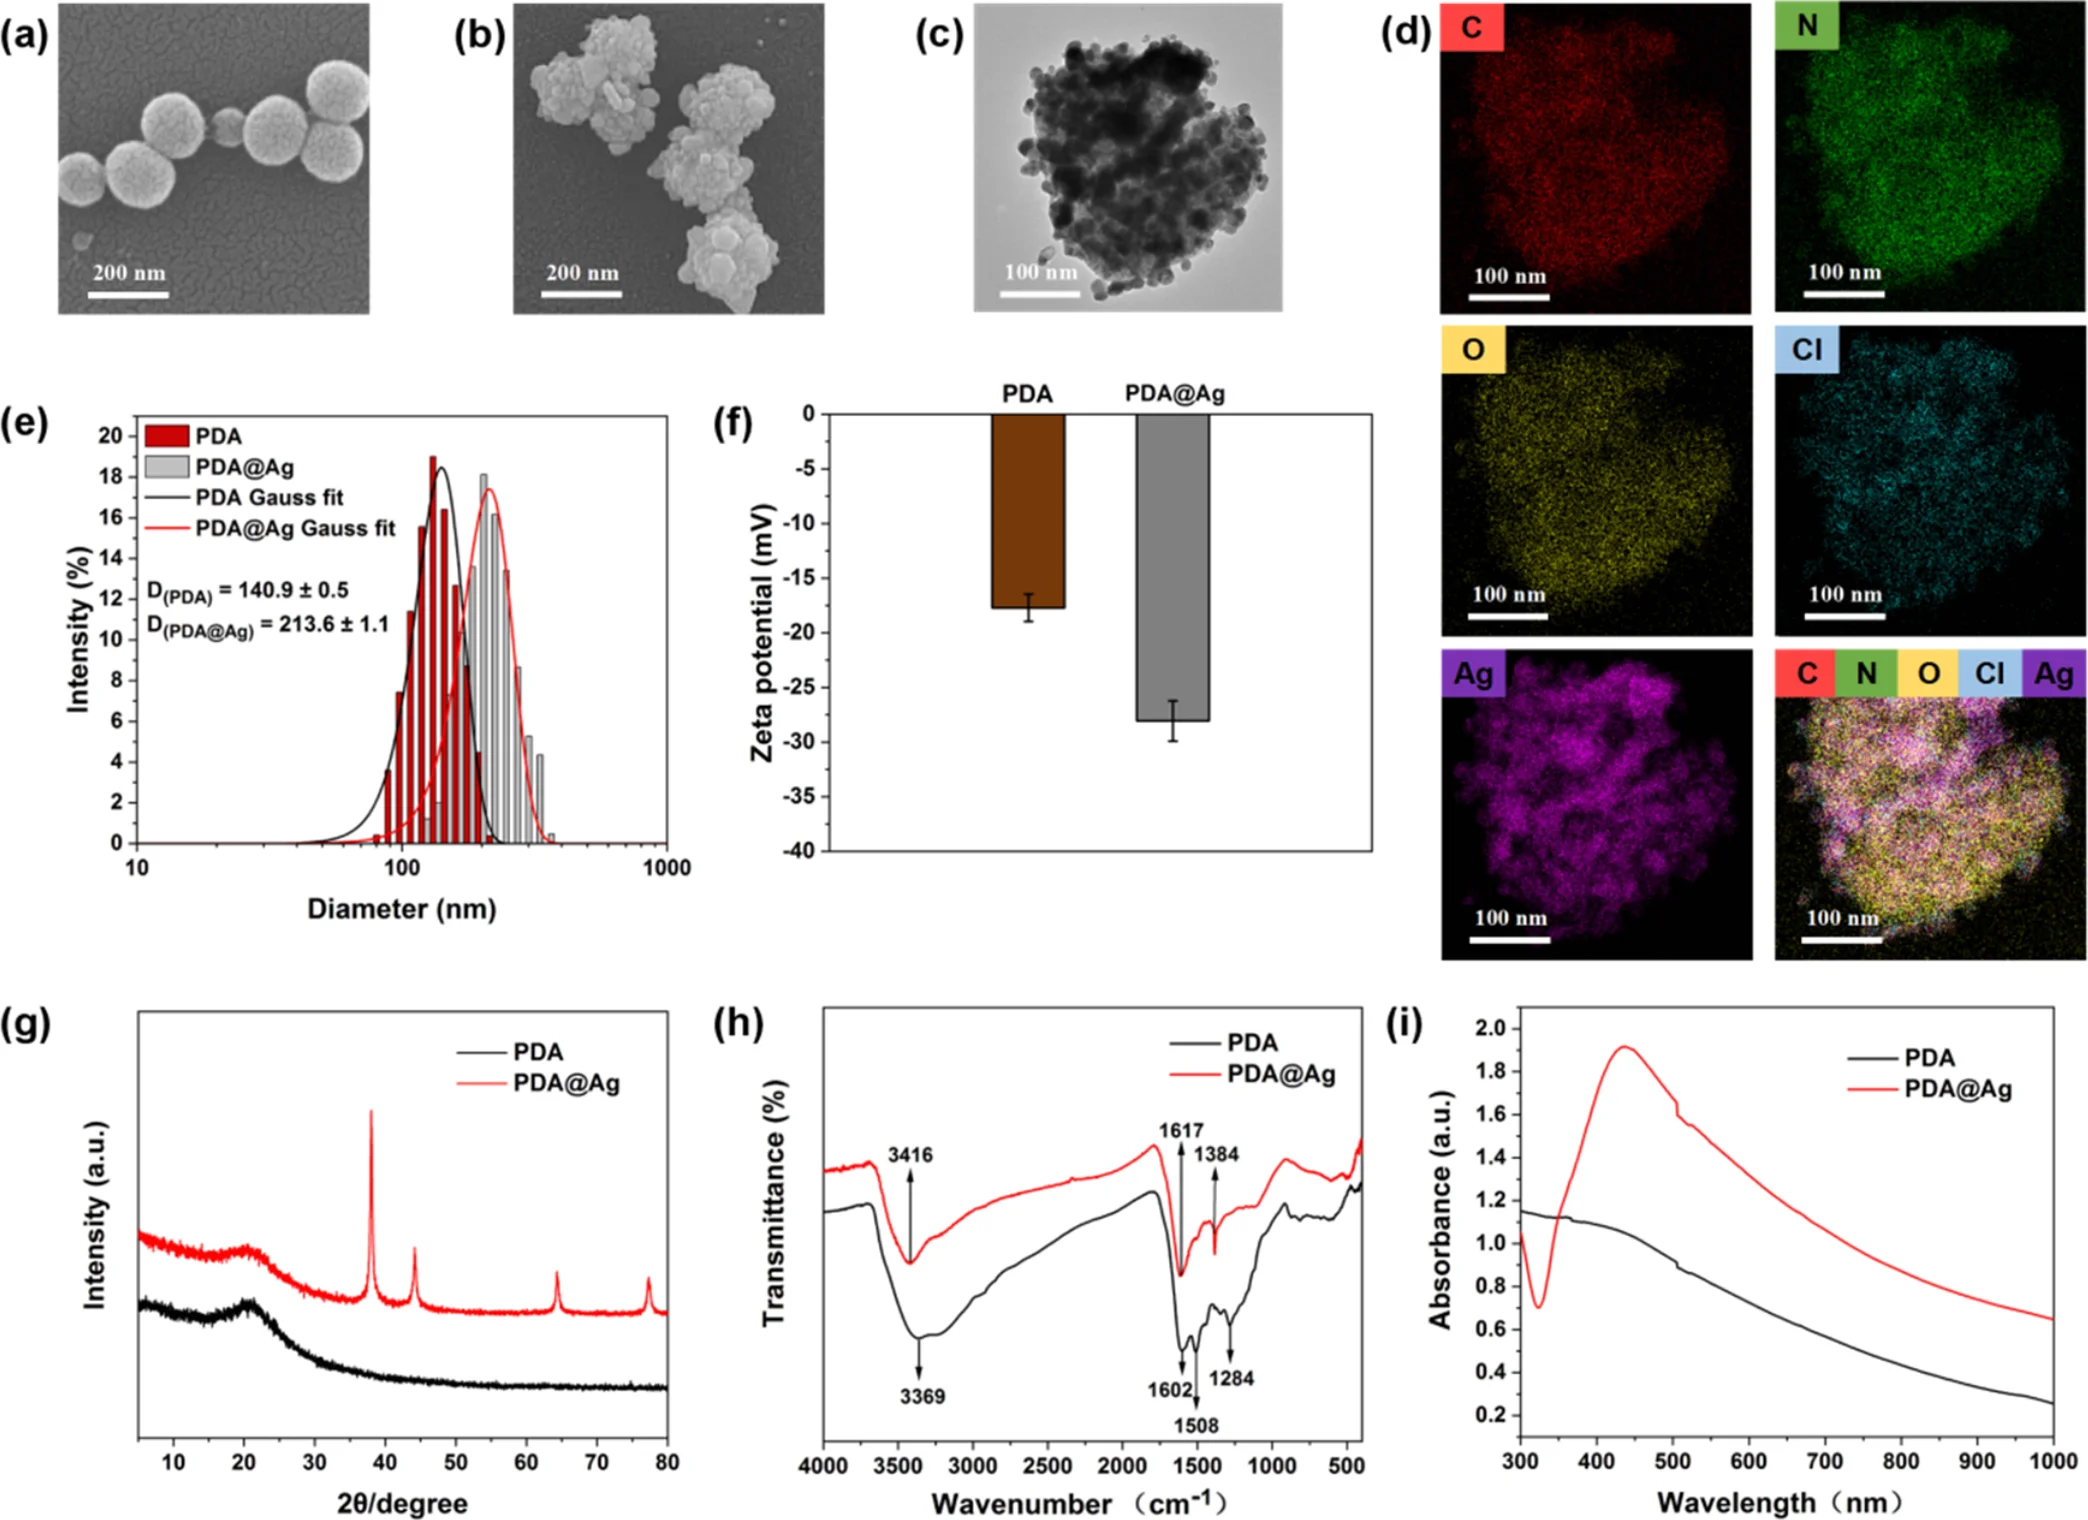 (a)
200 nm
(b)
200 nm
(c)
100 nm
(d)
C
100 nm
N
100 nm
O
100 nm
Cl
100 nm
Ag
100 nm
C N O Cl Ag
100 nm
(e)
PDA
PDA@Ag
PDA Gauss fit
PDA@Ag Gauss fit
D(PDA) = 140.9 ± 0.5
D(PDA@Ag) = 213.6 ± 1.1
Intensity (%)
20
18
16
14
12
10
8
6
4
2
0
10 100 1000
Diameter (nm)
(f)
PDA PDA@Ag
Zeta potential (mV)
0
-5
-10
-15
-20
-25
-30
-35
-40
(g)
PDA
PDA@Ag
Intensity (a.u.)
10 20 30 40 50 60 70 80
2θ/degree
(h)
PDA
PDA@Ag
Transmittance (%)
3416
1617
1384
3369
1602
1508
1284
4000 3500 3000 2500 2000 1500 1000 500
Wavenumber （cm-1）
(i)
PDA
PDA@Ag
Absorbance (a.u.)
2.0
1.8
1.6
1.4
1.2
1.0
0.8
0.6
0.4
0.2
300 400 500 600 700 800 900 1000
Wavelength（nm）